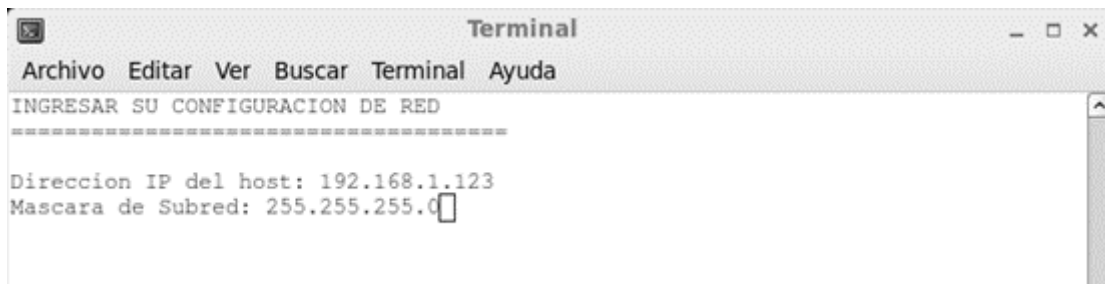 Terminal
Archivo Editar Ver Buscar Terminal Ayuda
INGRESAR SU CONFIGURACION DE RED
=====================================
Direccion IP del host: 192.168.1.123
Mascara de Subred: 255.255.255.0